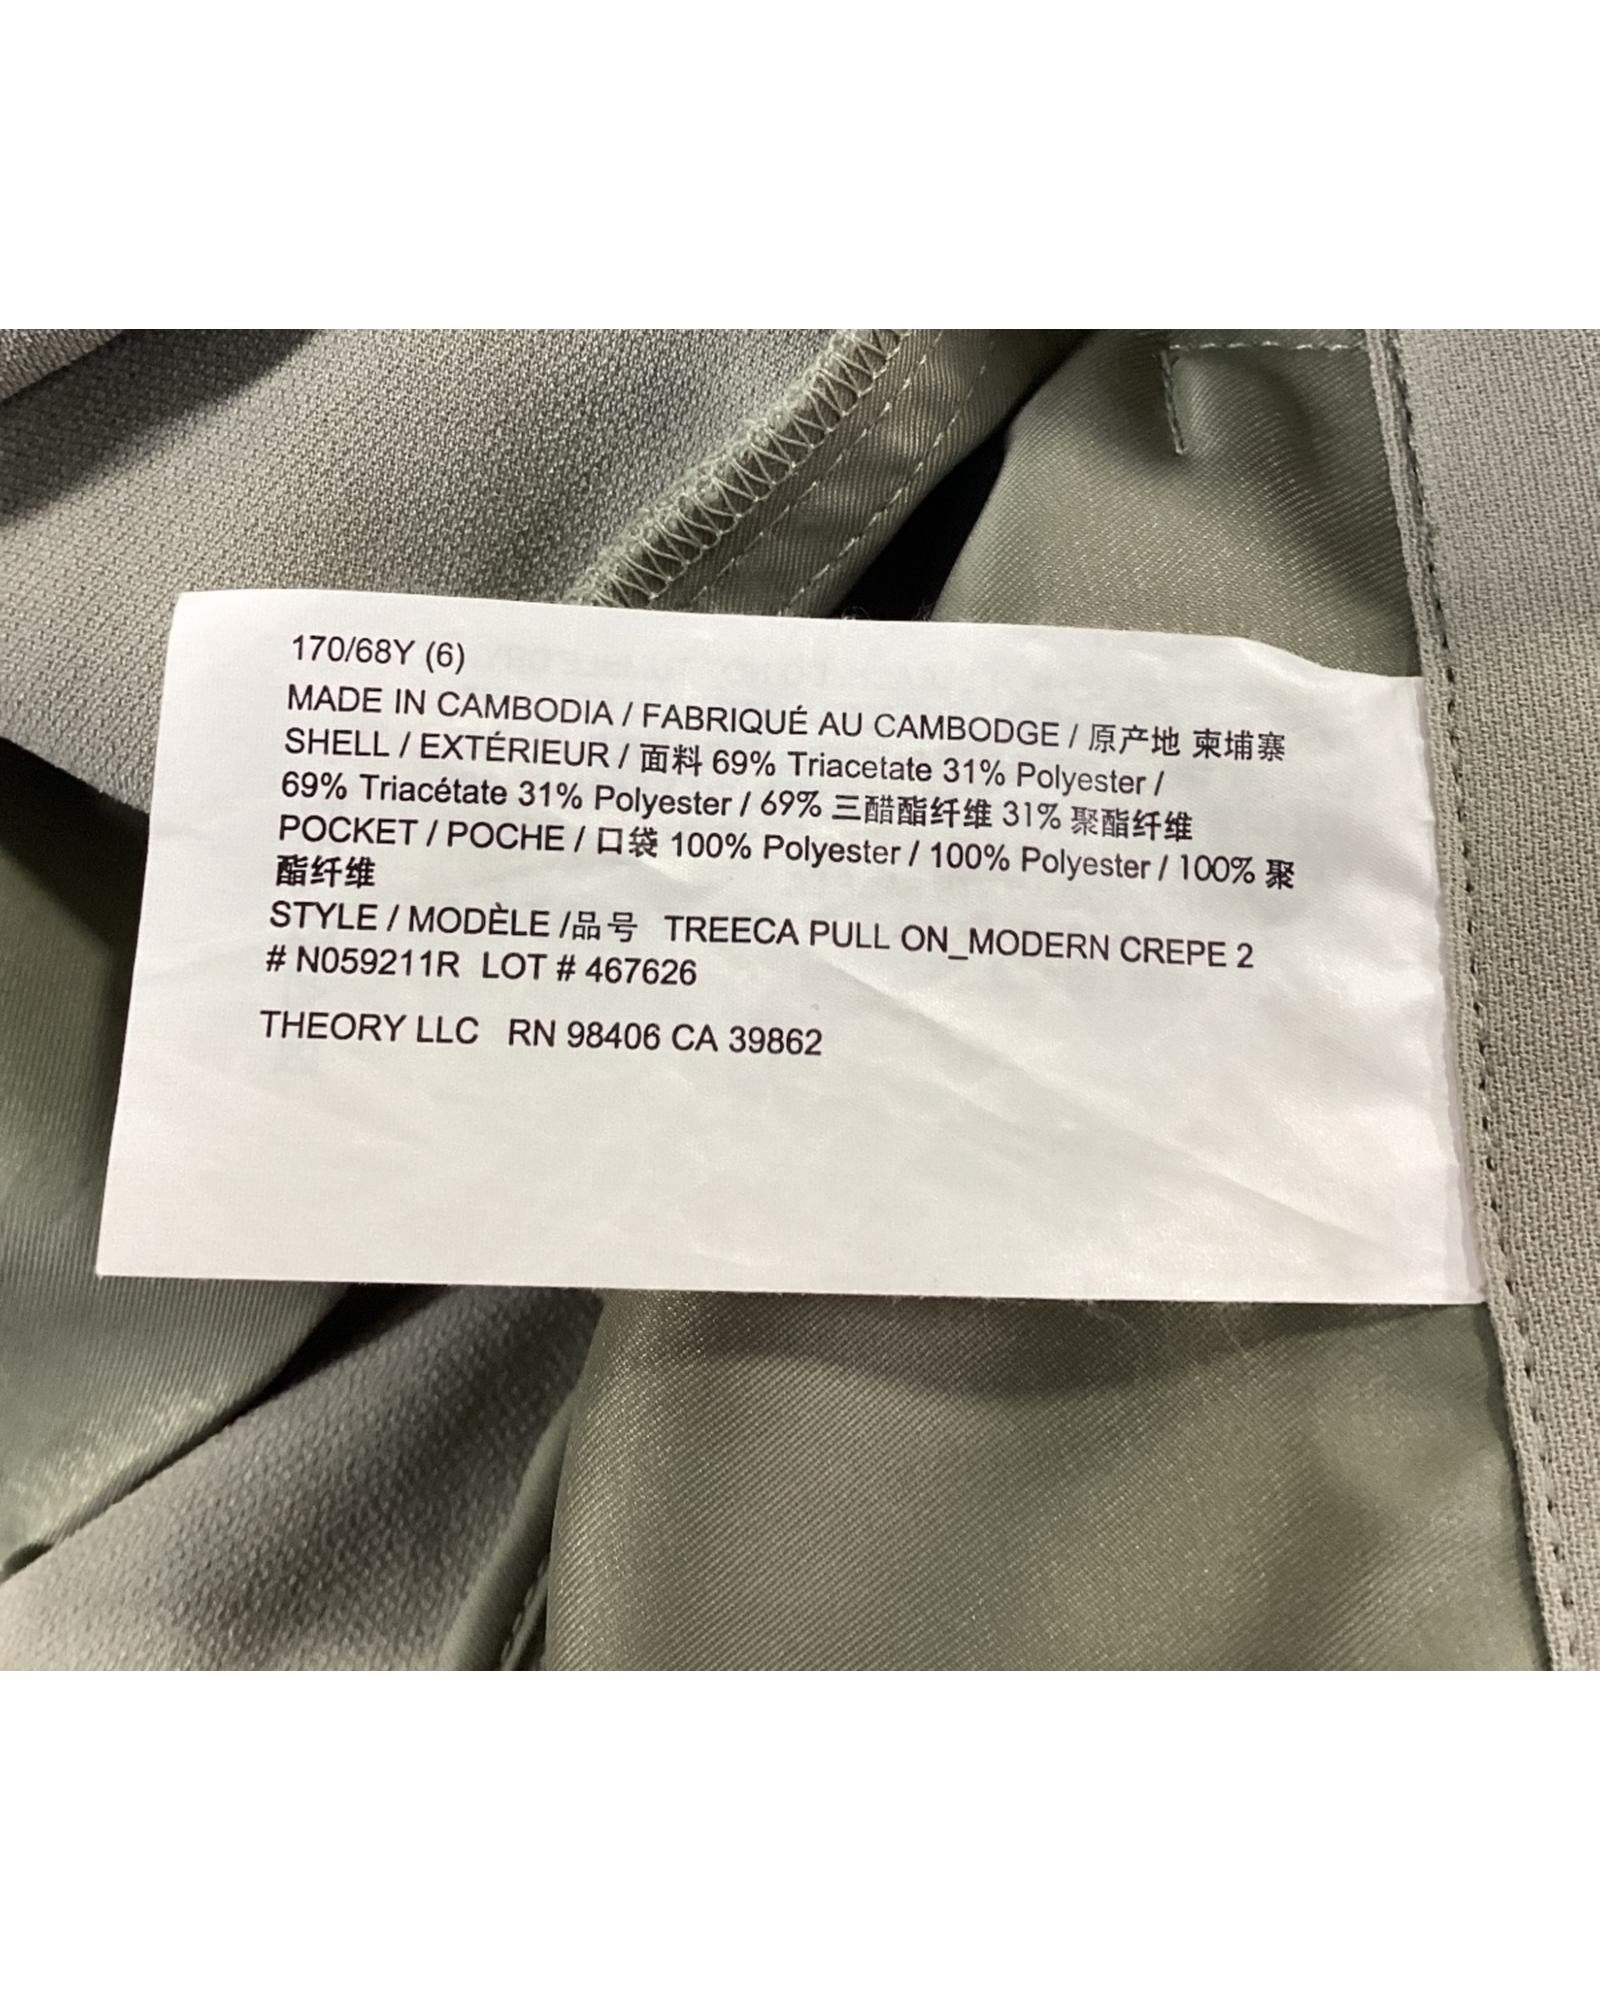 170/68Y (6)
MADE IN CAMBODIA / FABRIQUÉ AU CAMBODGE / 原产地 柬埔寨
SHELL / EXTÉRIEUR / 面料 69% Triacetate 31% Polyester /
69% Triacétate 31% Polyester / 69% 三醋酯纤维 31% 聚酯纤维
POCKET / POCHE / 口袋 100% Polyester / 100% Polyester / 100% 聚
酯纤维
STYLE / MODÈLE /品号 TREECA PULL ON_MODERN CREPE 2
# N059211R LOT # 467626
THEORY LLC RN 98406 CA 39862